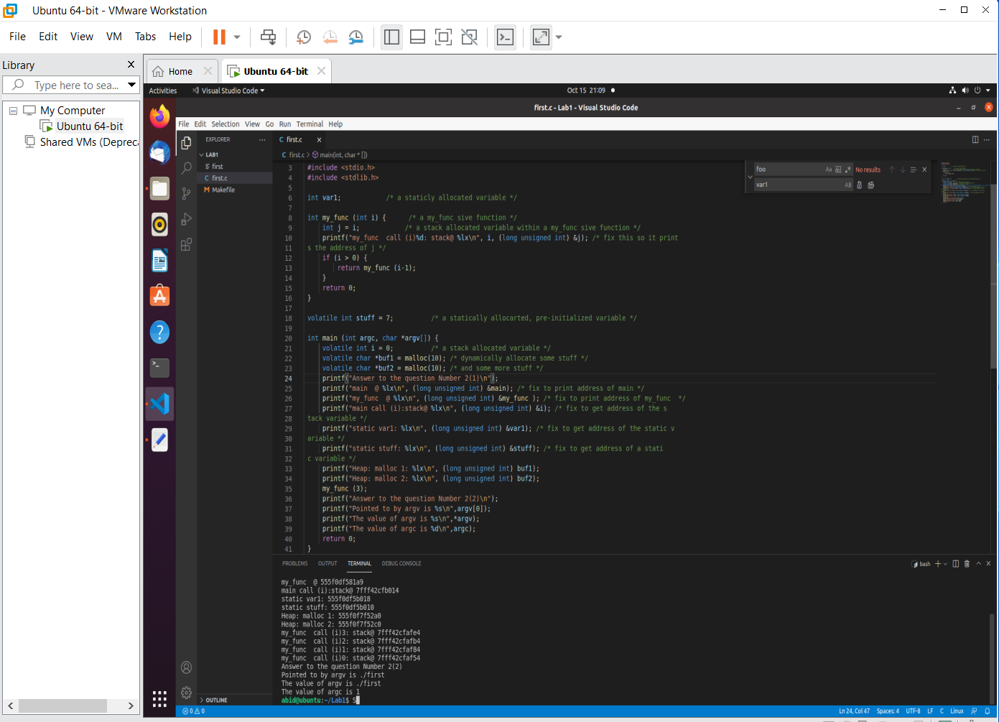 Ubuntu 64-bit - VMware Workstation
File Edit View VM Tabs Help
Library
Type here to sea...
My Computer
Ubuntu 64-bit
Shared VMs (Depreca
Home
Ubuntu 64-bit
Activities
Visual Studio Code
Oct 15 21:09
first.c - Lab1 - Visual Studio Code
File Edit Selection View Go Run Terminal Help
EXPLORER
LAB1
first
C first.c
M Makefile
OUTLINE
C first.c
C first.c > main(int, char * [])
foo
Aa
Ab
No results
var1
AB
3 #include <stdio.h>
4 #include <stdlib.h>
5
6 int var1; /* a staticly allocated variable */
7
8 int my_func (int i) { /* a my_func sive function */
9 int j = i; /* a stack allocated variable within a my_func sive function */
10 printf("my_func call (i)%d: stack@ %lx\n", i, (long unsigned int) &j); /* fix this so it print
11 s the address of j */
12 if (i > 0) {
13 return my_func (i-1);
14 }
15 return 0;
16 }
17
18 volatile int stuff = 7; /* a statically allocarted, pre-initialized variable */
19
20 int main (int argc, char *argv[]) {
21 volatile int i = 0; /* a stack allocated variable */
22 volatile char *buf1 = malloc(10); /* dynamically allocate some stuff */
23 volatile char *buf2 = malloc(10); /* and some more stuff */
24 printf("Answer to the question Number 2(1)\n");
25 printf("main @ %lx\n", (long unsigned int) &main); /* fix to print address of main */
26 printf("my_func @ %lx\n", (long unsigned int) &my_func ); /* fix to print address of my_func */
27 printf("main call (i):stack@ %lx\n", (long unsigned int) &i); /* fix to get address of the s
28 tack variable */
29 printf("static var1: %lx\n", (long unsigned int) &var1); /* fix to get address of the static v
30 ariable */
31 printf("static stuff: %lx\n", (long unsigned int) &stuff); /* fix to get address of a stati
32 c variable */
33 printf("Heap: malloc 1: %lx\n", (long unsigned int) buf1);
34 printf("Heap: malloc 2: %lx\n", (long unsigned int) buf2);
35 my_func (3);
36 printf("Answer to the question Number 2(2)\n");
37 printf("Pointed to by argv is %s\n",argv[0]);
38 printf("The value of argv is %s\n",*argv);
39 printf("The value of argc is %d\n",argc);
40 return 0;
41 }
PROBLEMS OUTPUT TERMINAL DEBUG CONSOLE
bash
my_func @ 555f0df581a9
main call (i):stack@ 7fff42cfb014
static var1: 555f0df5b018
static stuff: 555f0df5b010
Heap: malloc 1: 555f0f7f52a0
Heap: malloc 2: 555f0f7f52c0
my_func call (i)3: stack@ 7fff42cfafe4
my_func call (i)2: stack@ 7fff42cfafb4
my_func call (i)1: stack@ 7fff42cfaf84
my_func call (i)0: stack@ 7fff42cfaf54
Answer to the question Number 2(2)
Pointed to by argv is ./first
The value of argv is ./first
The value of argc is 1
abid@ubuntu:~/Lab1$ S
0 0
Ln 24, Col 47 Spaces: 4 UTF-8 LF C Linux